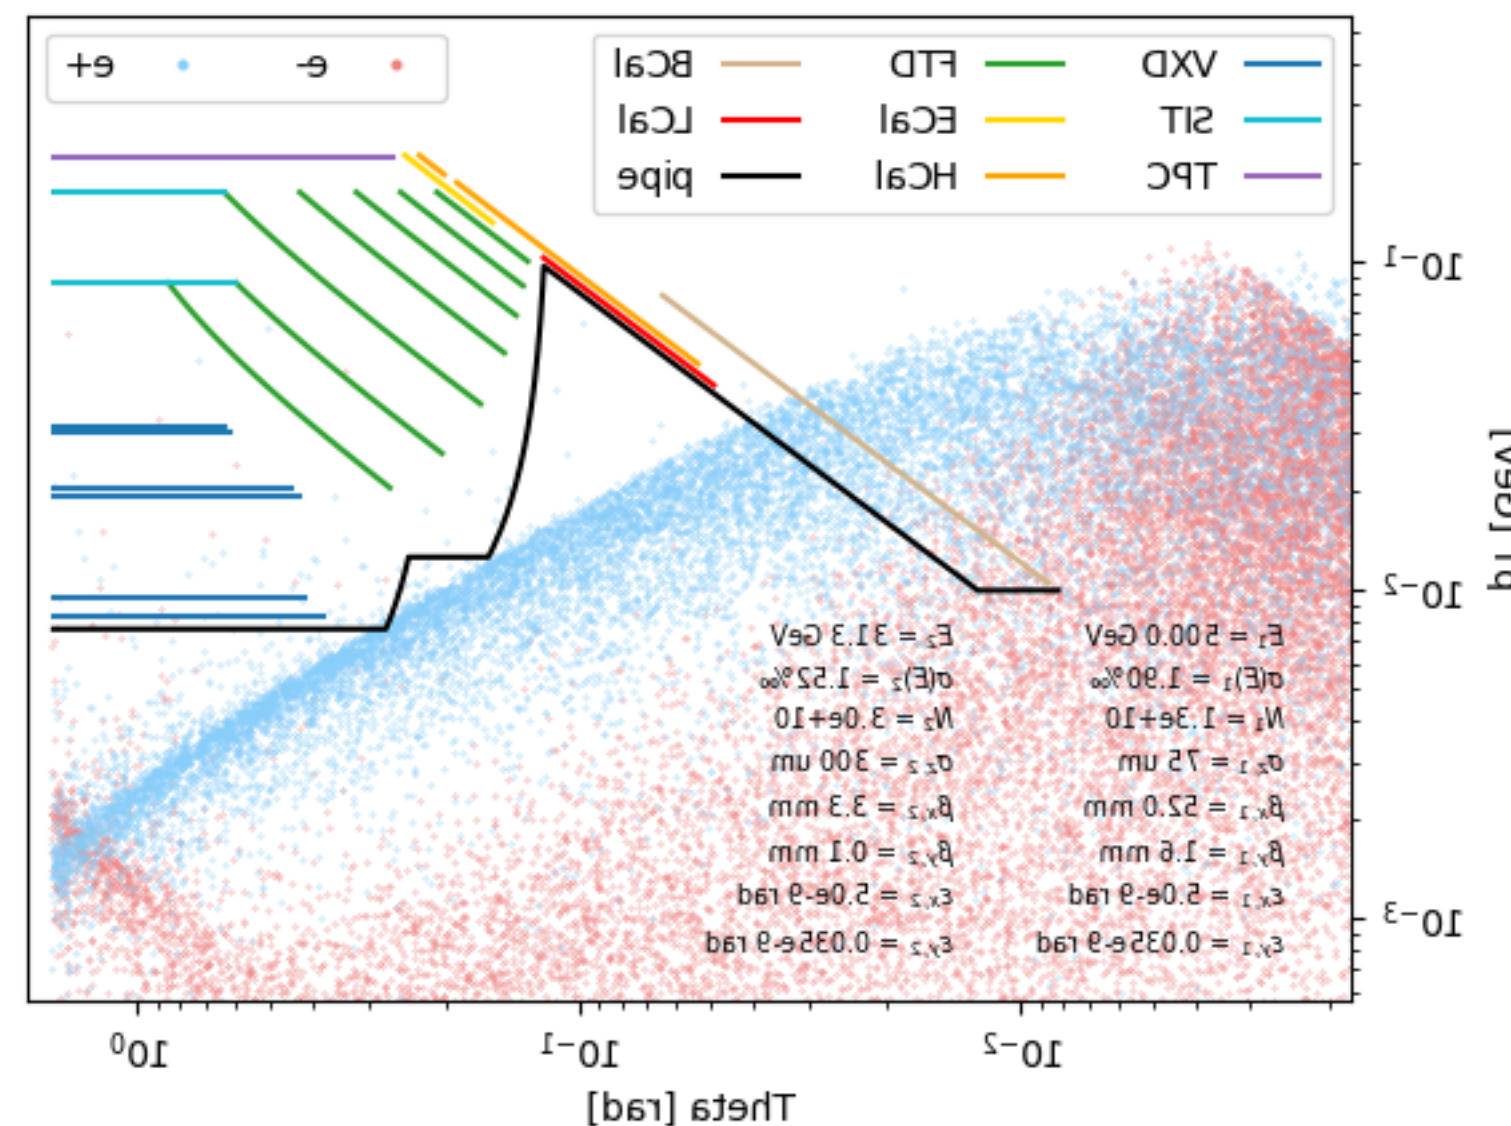 VXD FTD BCal
SIT ECal LCal
TPC HCal pipe
e- e+
10⁻¹
10⁻²
10⁻³
pT [GeV]
E₁ = 500.0 GeV
σ(E)₁ = 1.90‰
N₁ = 1.3e+10
σz,1 = 75 um
βx,1 = 52.0 mm
βy,1 = 1.6 mm
εx,1 = 5.0e-9 rad
εy,1 = 0.035e-9 rad
E₂ = 31.3 GeV
σ(E)₂ = 1.52‰
N₂ = 3.0e+10
σz,2 = 300 um
βx,2 = 3.3 mm
βy,2 = 0.1 mm
εx,2 = 5.0e-9 rad
εy,2 = 0.035e-9 rad
10⁻² 10⁻¹ 10⁰
Theta [rad]